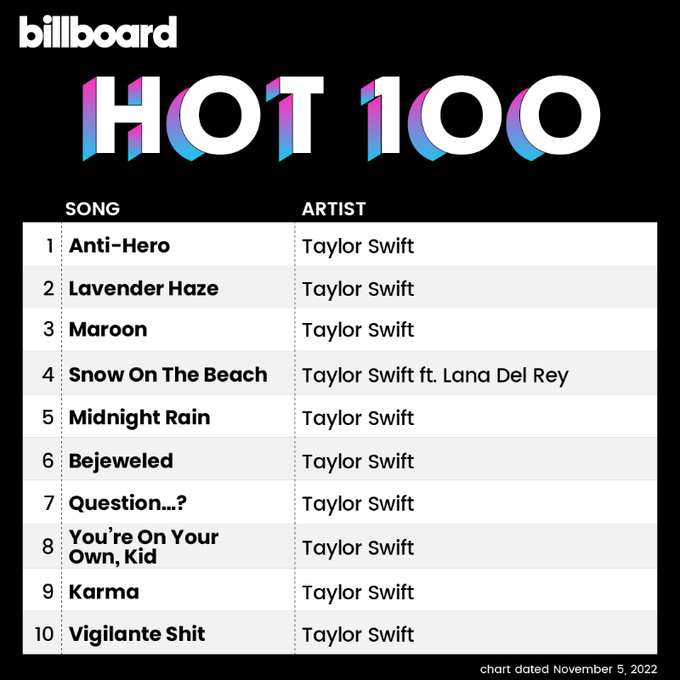 billboard
HOT 100
SONG ARTIST
1 Anti-Hero Taylor Swift
2 Lavender Haze Taylor Swift
3 Maroon Taylor Swift
4 Snow On The Beach Taylor Swift ft. Lana Del Rey
5 Midnight Rain Taylor Swift
6 Bejeweled Taylor Swift
7 Question...? Taylor Swift
8 You're On Your
Own, Kid Taylor Swift
9 Karma Taylor Swift
10 Vigilante Shit Taylor Swift
chart dated November 5, 2022